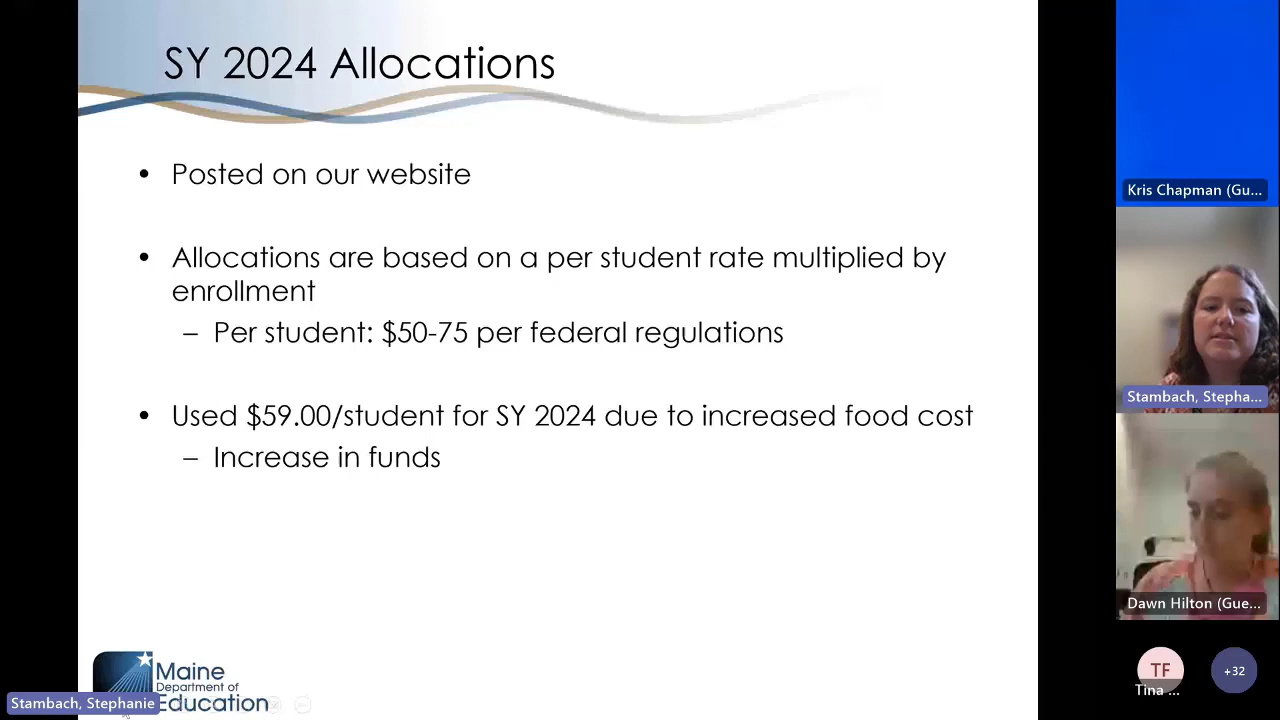 SY 2024 Allocations
• Posted on our website
• Allocations are based on a per student rate multiplied by
enrollment
– Per student: $50-75 per federal regulations
• Used $59.00/student for SY 2024 due to increased food cost
– Increase in funds
Maine
Department of
Education
Stambach, Stephanie
Kris Chapman (Gu...
Stambach, Stepha...
Dawn Hilton (Gue...
TF
Tina ...
+32